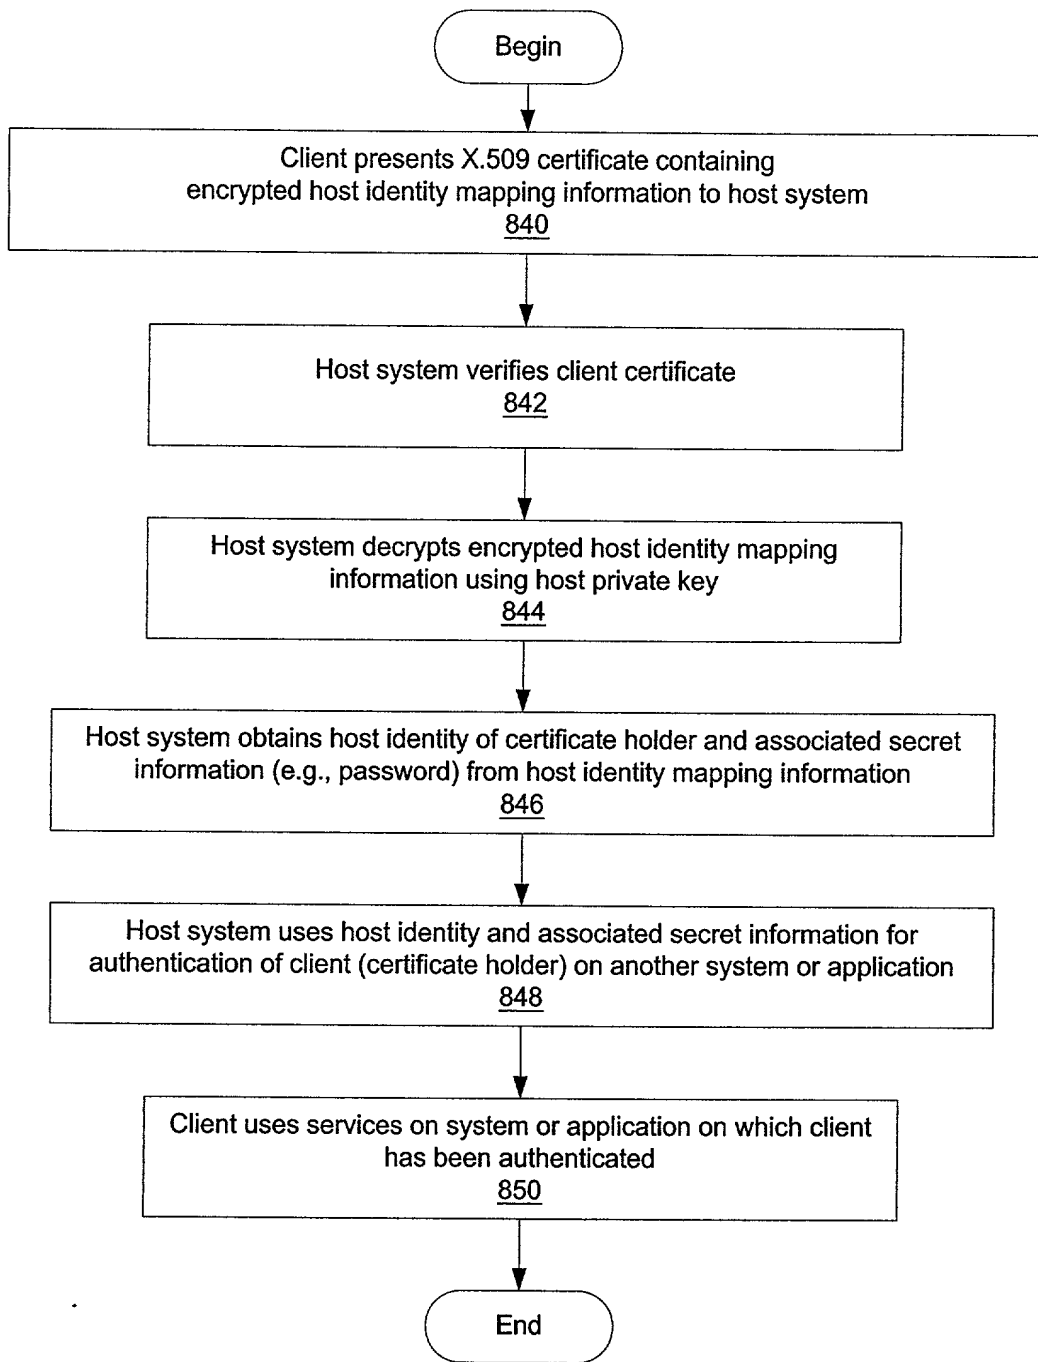 Begin
Client presents X.509 certificate containing
encrypted host identity mapping information to host system
840
Host system verifies client certificate
842
Host system decrypts encrypted host identity mapping
information using host private key
844
Host system obtains host identity of certificate holder and associated secret
information (e.g., password) from host identity mapping information
846
Host system uses host identity and associated secret information for
authentication of client (certificate holder) on another system or application
848
Client uses services on system or application on which client
has been authenticated
850
End